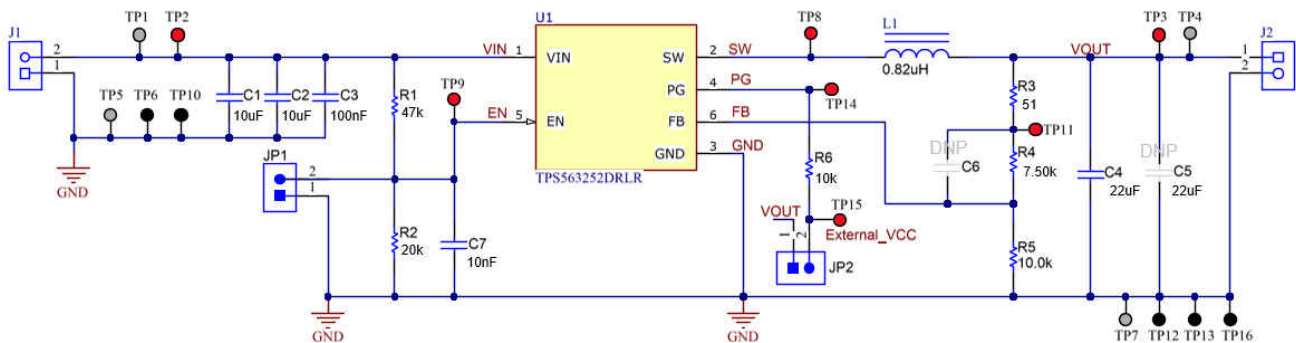 J1
TP1
TP2
U1
TP8
L1
TP3
TP4
J2
2
1
VIN
1
VIN
SW
2
SW
0.82uH
VOUT
1
2
TP5
TP6
TP10
C1
10uF
C2
10uF
C3
100nF
R1
47k
TP9
EN
5
EN
PG
4
PG
TP14
FB
6
FB
GND
3
GND
TPS563252DRLR
R3
51
TP11
DNP
C6
R4
7.50k
C4
22uF
DNP
C5
22uF
GND
JP1
2
1
R6
10k
VOUT
TP15
External_VCC
1
2
JP2
R2
20k
C7
10nF
R5
10.0k
GND
GND
TP7
TP12
TP13
TP16